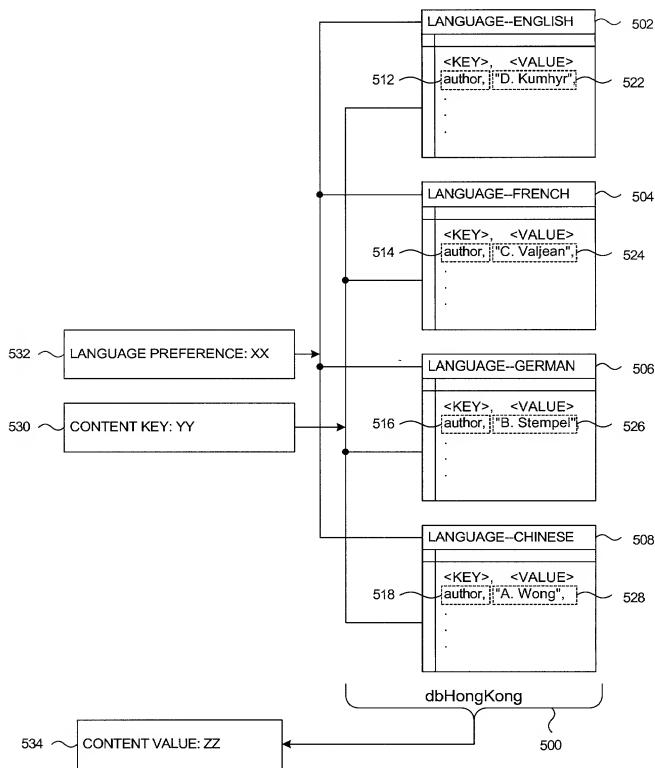 LANGUAGE--ENGLISH
502
<KEY>, <VALUE>
512
author, "D. Kumhyr",
522
.
.
.
LANGUAGE--FRENCH
504
<KEY>, <VALUE>
514
author, "C. Valjean",
524
.
.
.
532
LANGUAGE PREFERENCE: XX
530
CONTENT KEY: YY
LANGUAGE--GERMAN
506
<KEY>, <VALUE>
516
author, "B. Stempel",
526
.
.
.
LANGUAGE--CHINESE
508
<KEY>, <VALUE>
518
author, "A. Wong",
528
.
.
.
dbHongKong
500
534
CONTENT VALUE: ZZ